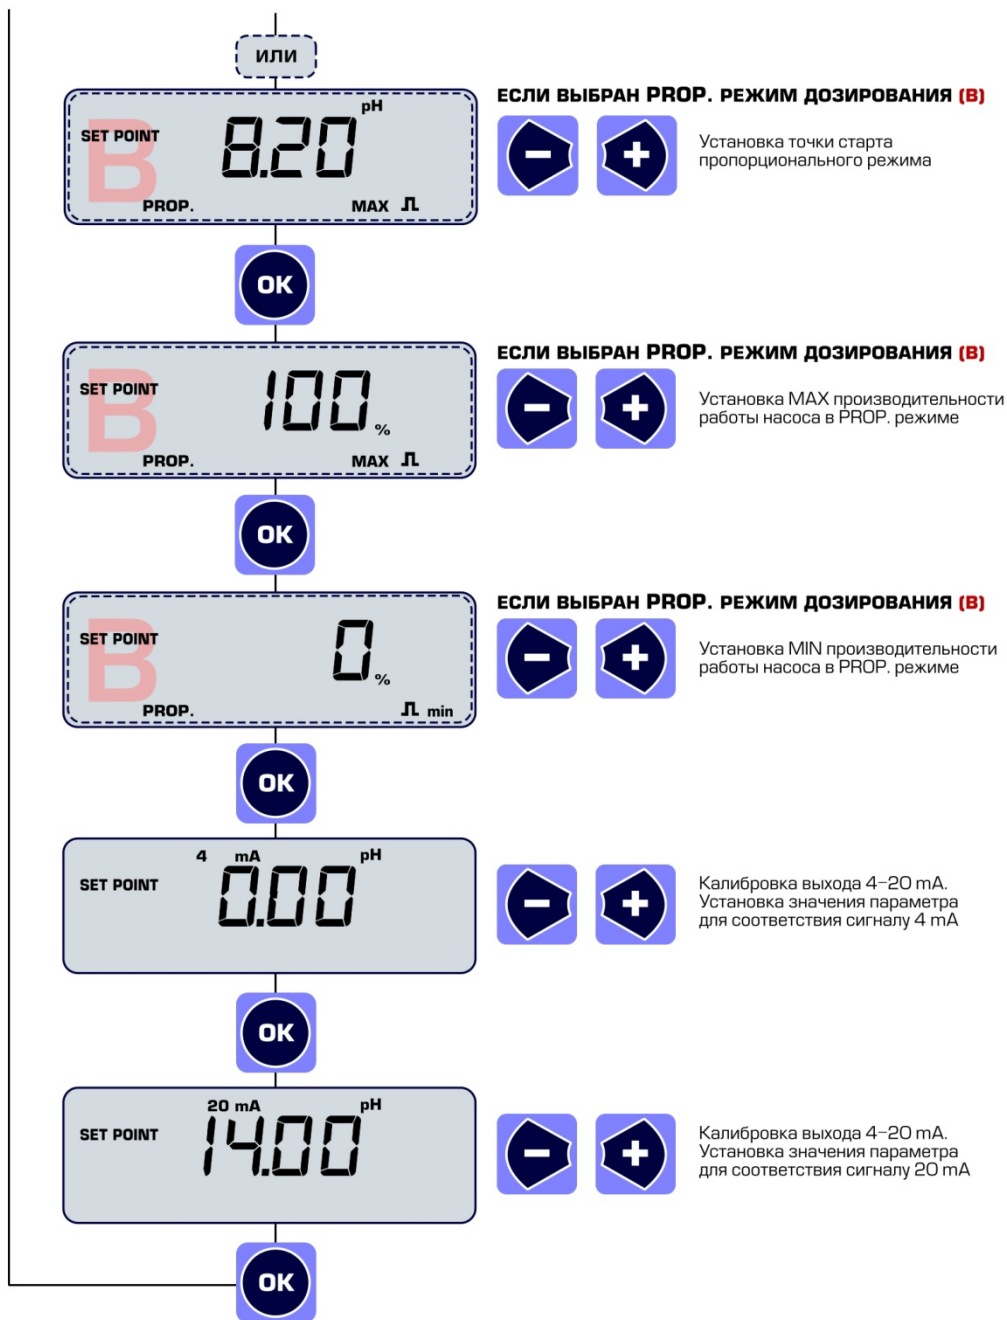 ИЛИ
pH
SET POINT
B
8.20
PROP.
MAX
ЕСЛИ ВЫБРАН PROP. РЕЖИМ ДОЗИРОВАНИЯ (B)
− +
Установка точки старта
пропорционального режима
OK
SET POINT
B
100 %
PROP.
MAX
ЕСЛИ ВЫБРАН PROP. РЕЖИМ ДОЗИРОВАНИЯ (B)
− +
Установка MAX производительности
работы насоса в PROP. режиме
OK
SET POINT
B
0 %
PROP.
min
ЕСЛИ ВЫБРАН PROP. РЕЖИМ ДОЗИРОВАНИЯ (B)
− +
Установка MIN производительности
работы насоса в PROP. режиме
OK
4 mA pH
SET POINT
0.00
− +
Калибровка выхода 4–20 mA.
Установка значения параметра
для соответствия сигналу 4 mA
OK
20 mA pH
SET POINT
14.00
− +
Калибровка выхода 4–20 mA.
Установка значения параметра
для соответствия сигналу 20 mA
OK